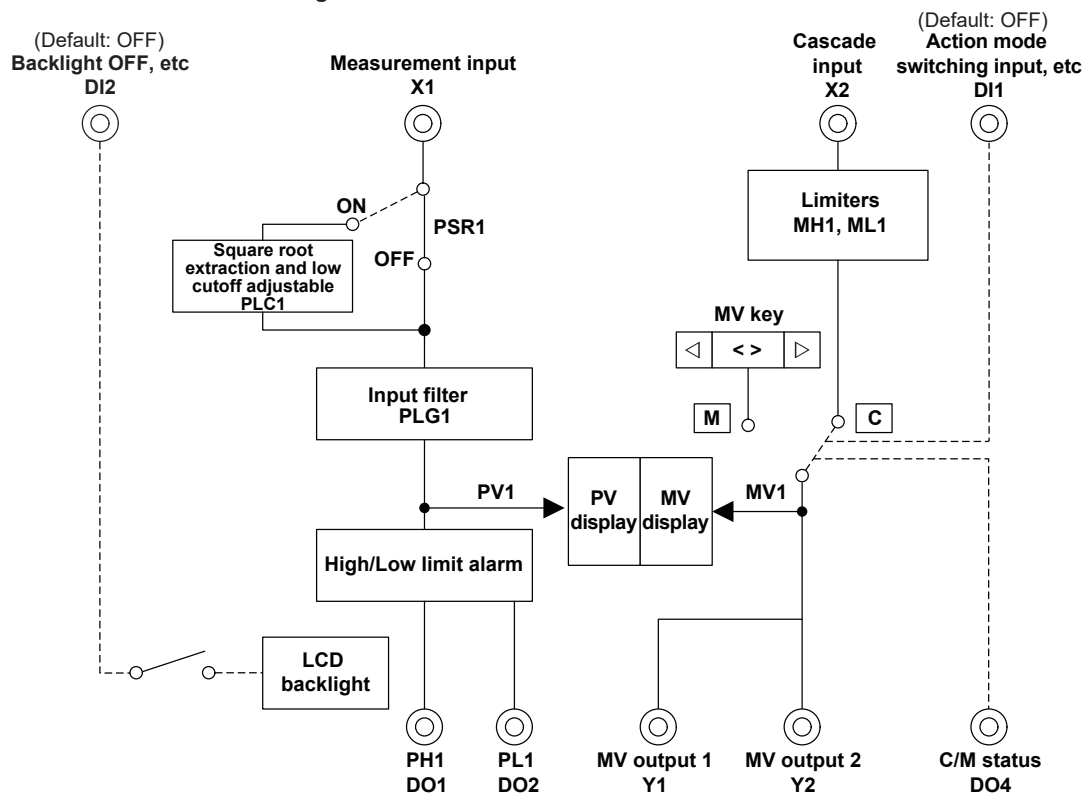 (Default: OFF)
Backlight OFF, etc
DI2
Measurement input
X1
Cascade
input
X2
(Default: OFF)
Action mode
switching input, etc
DI1
ON
PSR1
OFF
Square root
extraction and low
cutoff adjustable
PLC1
Limiters
MH1, ML1
MV key
◁ < > ▷
Input filter
PLG1
M
C
PV1
PV
display
MV
display
MV1
High/Low limit alarm
LCD
backlight
PH1
DO1
PL1
DO2
MV output 1
Y1
MV output 2
Y2
C/M status
DO4